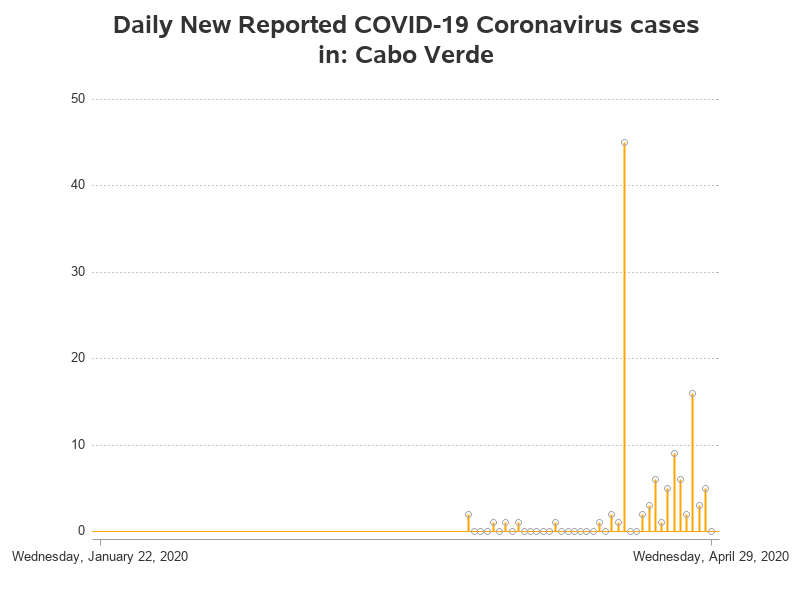 Daily New Reported COVID-19 Coronavirus cases
in: Cabo Verde
50
40
30
20
10
0
Wednesday, January 22, 2020
Wednesday, April 29, 2020